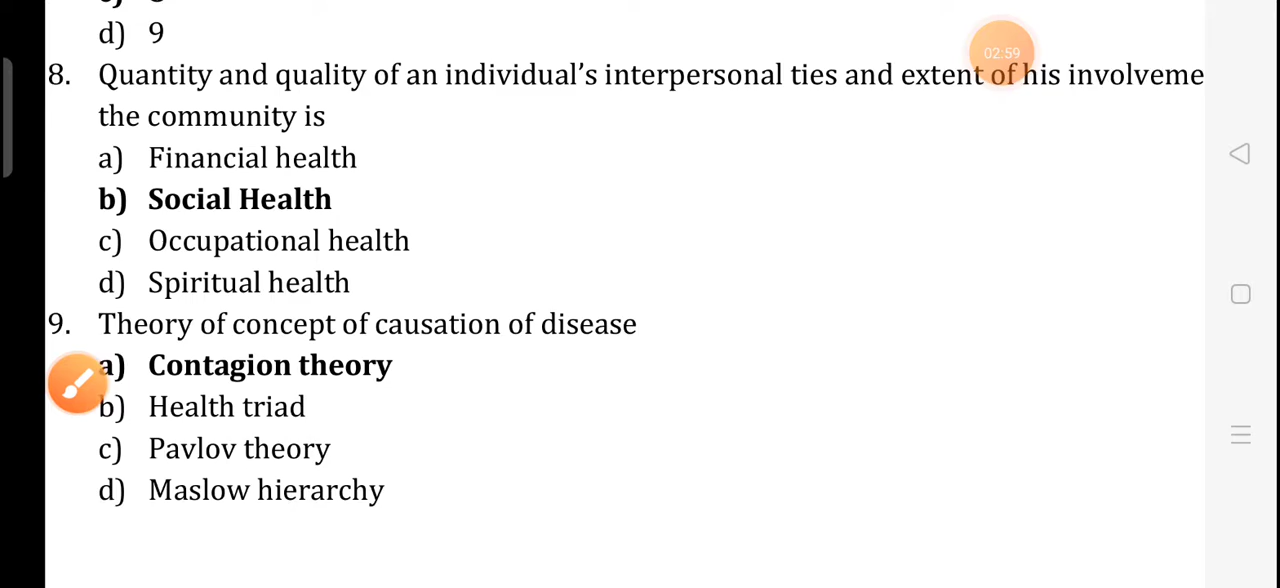 d) 9
02:59
8. Quantity and quality of an individual's interpersonal ties and extent of his involveme
the community is
a) Financial health
b) Social Health
c) Occupational health
d) Spiritual health
9. Theory of concept of causation of disease
a) Contagion theory
b) Health triad
c) Pavlov theory
d) Maslow hierarchy